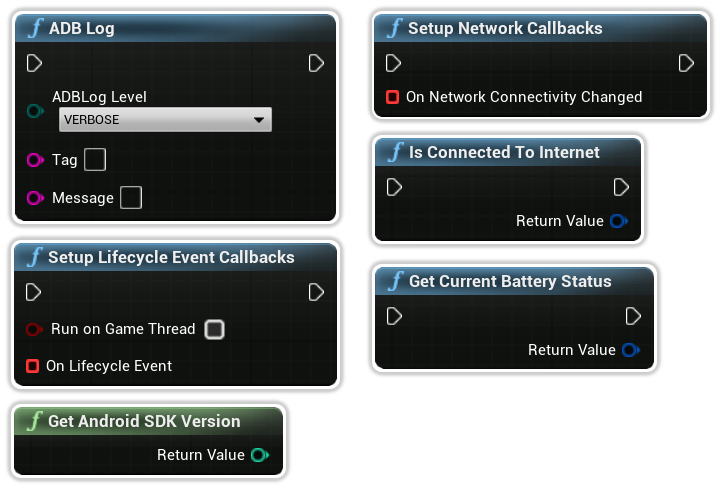 ADB Log
ADBLog Level
VERBOSE
Tag
Message
Setup Lifecycle Event Callbacks
Run on Game Thread
On Lifecycle Event
Get Android SDK Version
Return Value
Setup Network Callbacks
On Network Connectivity Changed
Is Connected To Internet
Return Value
Get Current Battery Status
Return Value